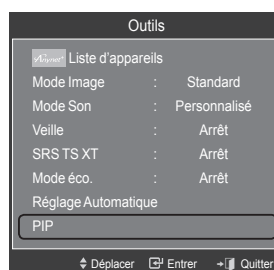 Outils
Anynet+ Liste d'appareils
Mode Image : Standard
Mode Son : Personnalisé
Veille : Arrêt
SRS TS XT : Arrêt
Mode éco. : Arrêt
Réglage Automatique
PIP
Déplacer Entrer Quitter